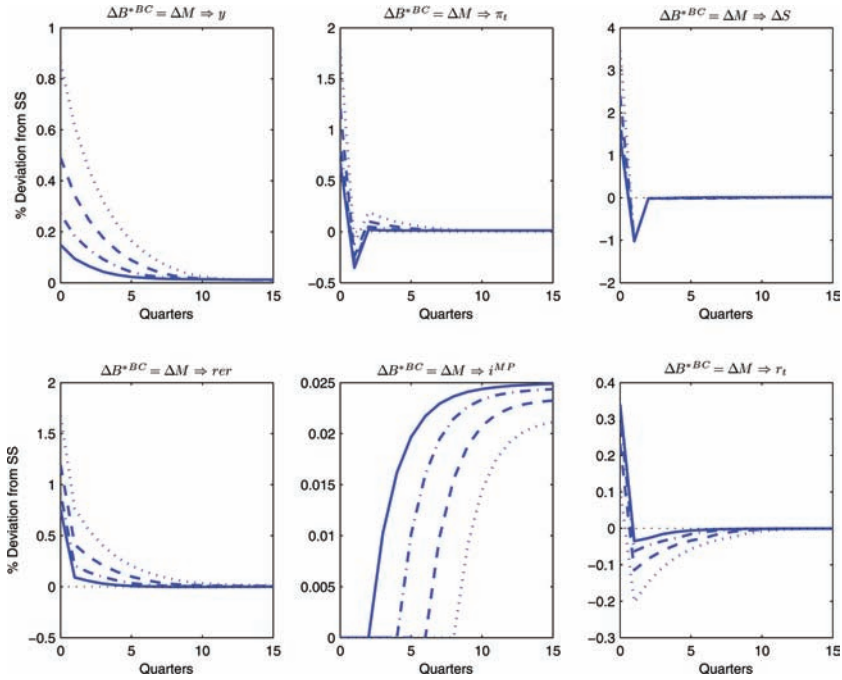 ΔB*ᴮᶜ = ΔM ⇒ y
% Deviation from SS
1
0.8
0.6
0.4
0.2
0
0 5 10 15
Quarters
ΔB*ᴮᶜ = ΔM ⇒ πₜ
2
1.5
1
0.5
0
−0.5
0 5 10 15
Quarters
ΔB*ᴮᶜ = ΔM ⇒ ΔS
4
3
2
1
0
−1
−2
0 5 10 15
Quarters
ΔB*ᴮᶜ = ΔM ⇒ rer
% Deviation from SS
2
1.5
1
0.5
0
−0.5
0 5 10 15
Quarters
ΔB*ᴮᶜ = ΔM ⇒ iᴹᴾ
0.025
0.02
0.015
0.01
0.005
0
0 5 10 15
Quarters
ΔB*ᴮᶜ = ΔM ⇒ rₜ
0.4
0.3
0.2
0.1
0
−0.1
−0.2
−0.3
0 5 10 15
Quarters